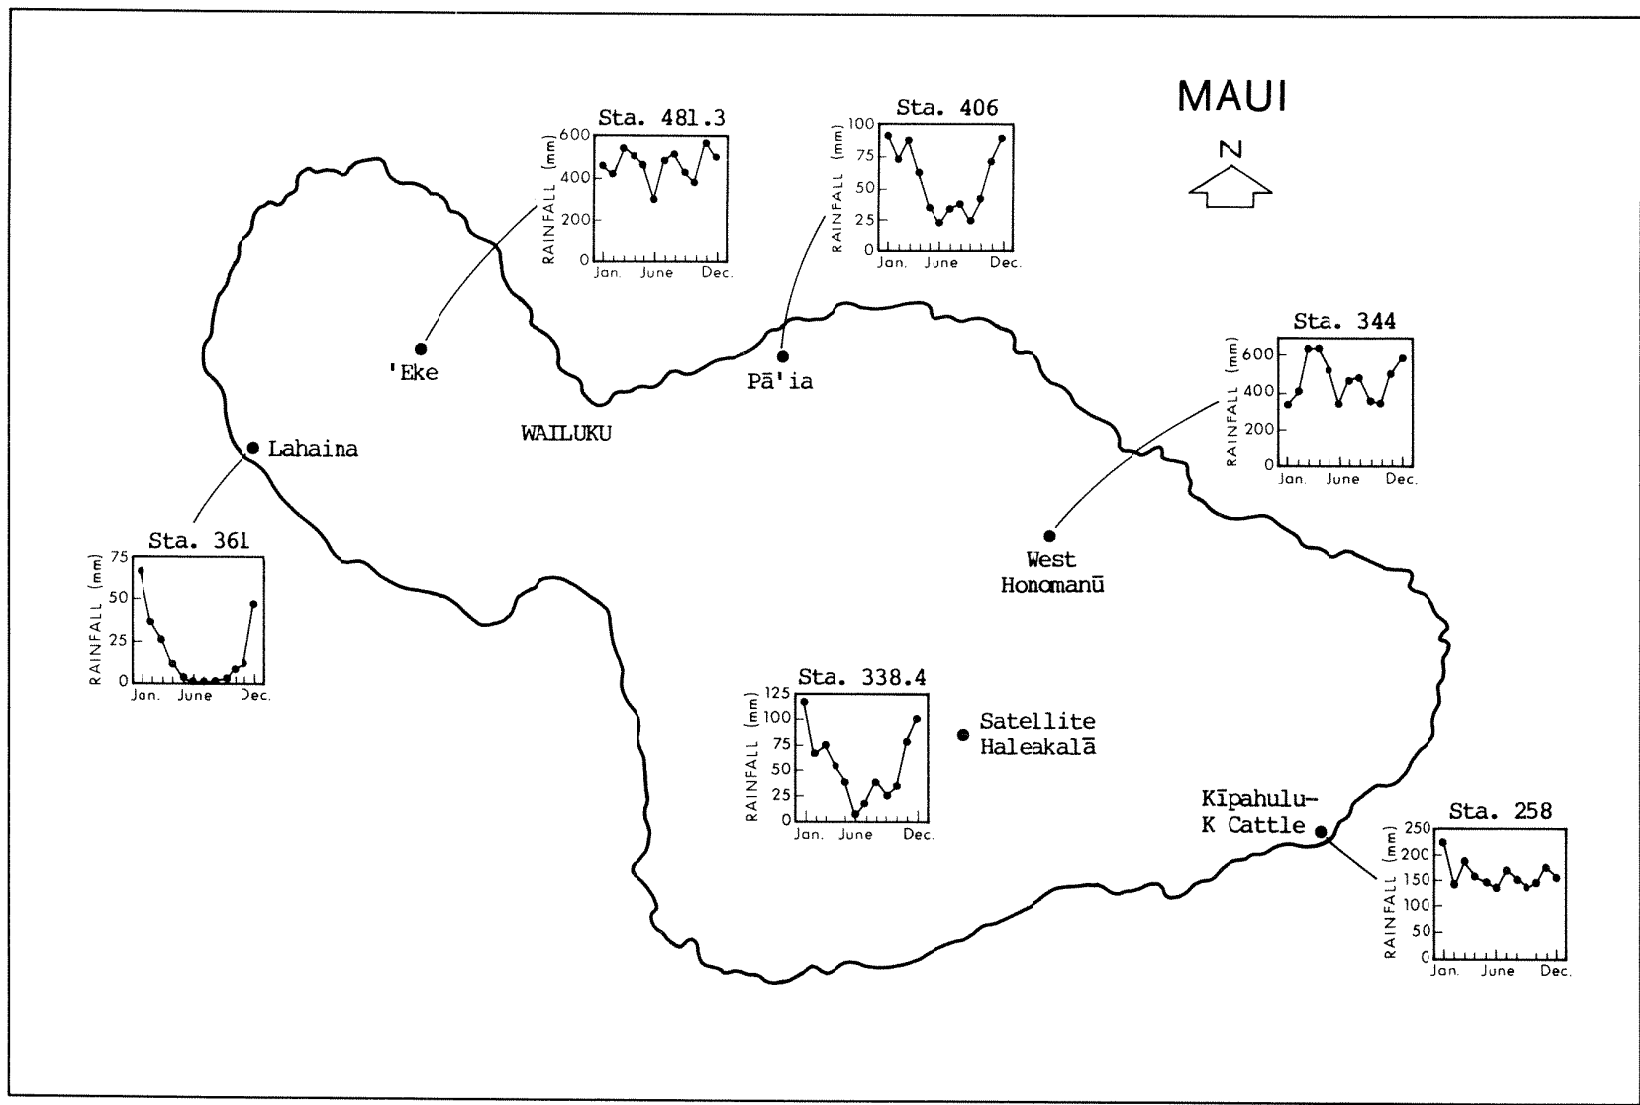 MAUI
N
Sta. 481.3
RAINFALL (mm)
600
400
200
0
Jan. June Dec.
Sta. 406
RAINFALL (mm)
100
75
50
25
0
Jan. June Dec.
Sta. 344
RAINFALL (mm)
600
400
200
0
Jan. June Dec.
'Eke
Pā'ia
WAILUKU
Lahaina
West
Honomanū
Sta. 361
RAINFALL (mm)
75
50
25
0
Jan. June Dec.
Sta. 338.4
RAINFALL (mm)
125
100
75
50
25
0
Jan. June Dec.
Satellite
Haleakalā
Kīpahulu-
K Cattle
Sta. 258
RAINFALL (mm)
250
200
150
100
50
0
Jan. June Dec.